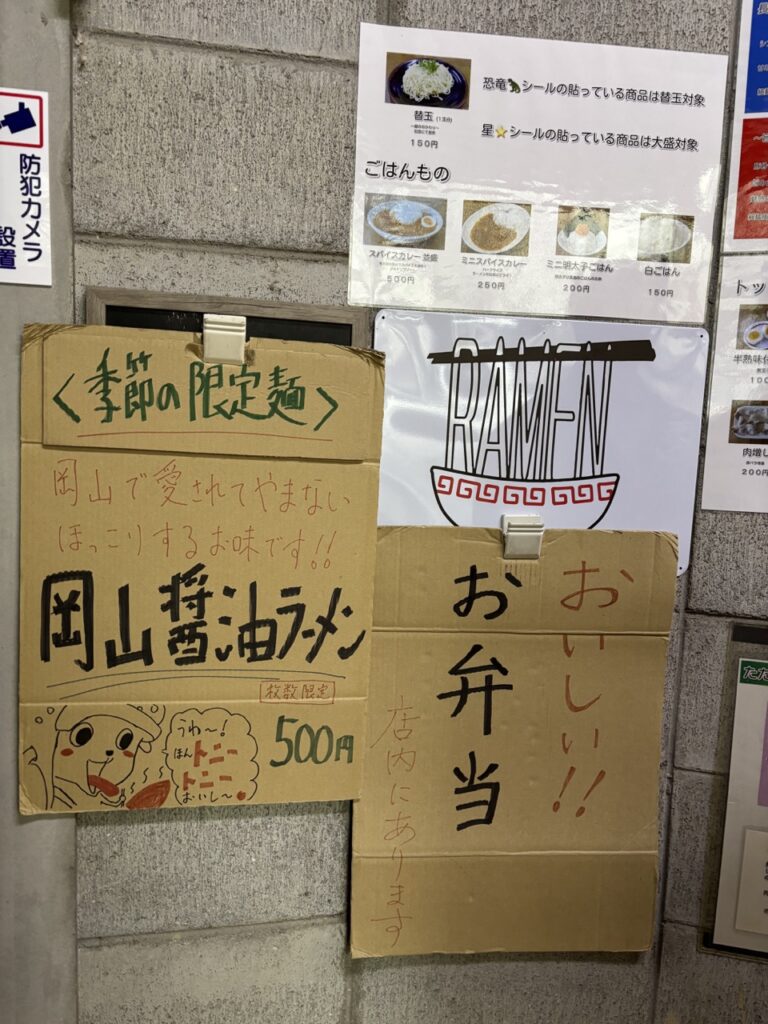 防犯カメラ
設置
替玉 (1玉分)
150円
恐竜シールの貼っている商品は替玉対象
星シールの貼っている商品は大盛対象
ごはんもの
スパイスカレー 並盛
500円
ミニスパイスカレー
250円
ミニ明太子ごはん
200円
白ごはん
150円
RAMEN
<季節の限定麺>
岡山で愛されてやまない
ほっこりするお味です!!
岡山醤油ラーメン
枚数限定
500円
うわ〜!
ほん トニー
トニー
おいし〜
おいしい!!
お弁当
店内にあります
トッ
半熟味付
100
肉増し
200円